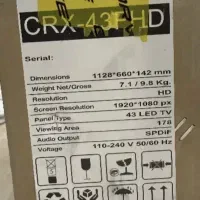 CRX-43FHD
Serial:
Dimensions 1128*660*142 mm
Weight Net/Gross 7.1 / 9.8 Kg.
Resolution HD
Screen Resolution 1920*1080 px
Panel Type 43 LED TV
Viewing Area 178
Audio Output SPDIF
Voltage 110-240 V 50/60 Hz